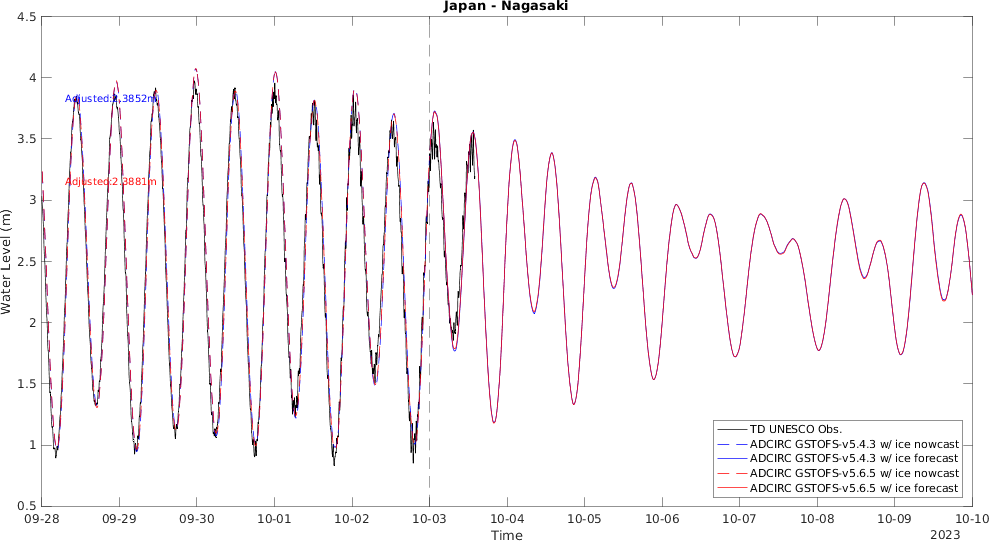 Japan - Nagasaki
4.5
4
3.5
3
2.5
2
1.5
1
0.5
Water Level (m)
Adjusted:2.3852m
Adjusted:2.3881m
TD UNESCO Obs.
ADCIRC GSTOFS-v5.4.3 w/ ice nowcast
ADCIRC GSTOFS-v5.4.3 w/ ice forecast
ADCIRC GSTOFS-v5.6.5 w/ ice nowcast
ADCIRC GSTOFS-v5.6.5 w/ ice forecast
09-28 09-29 09-30 10-01 10-02 10-03 10-04 10-05 10-06 10-07 10-08 10-09 10-10
Time
2023